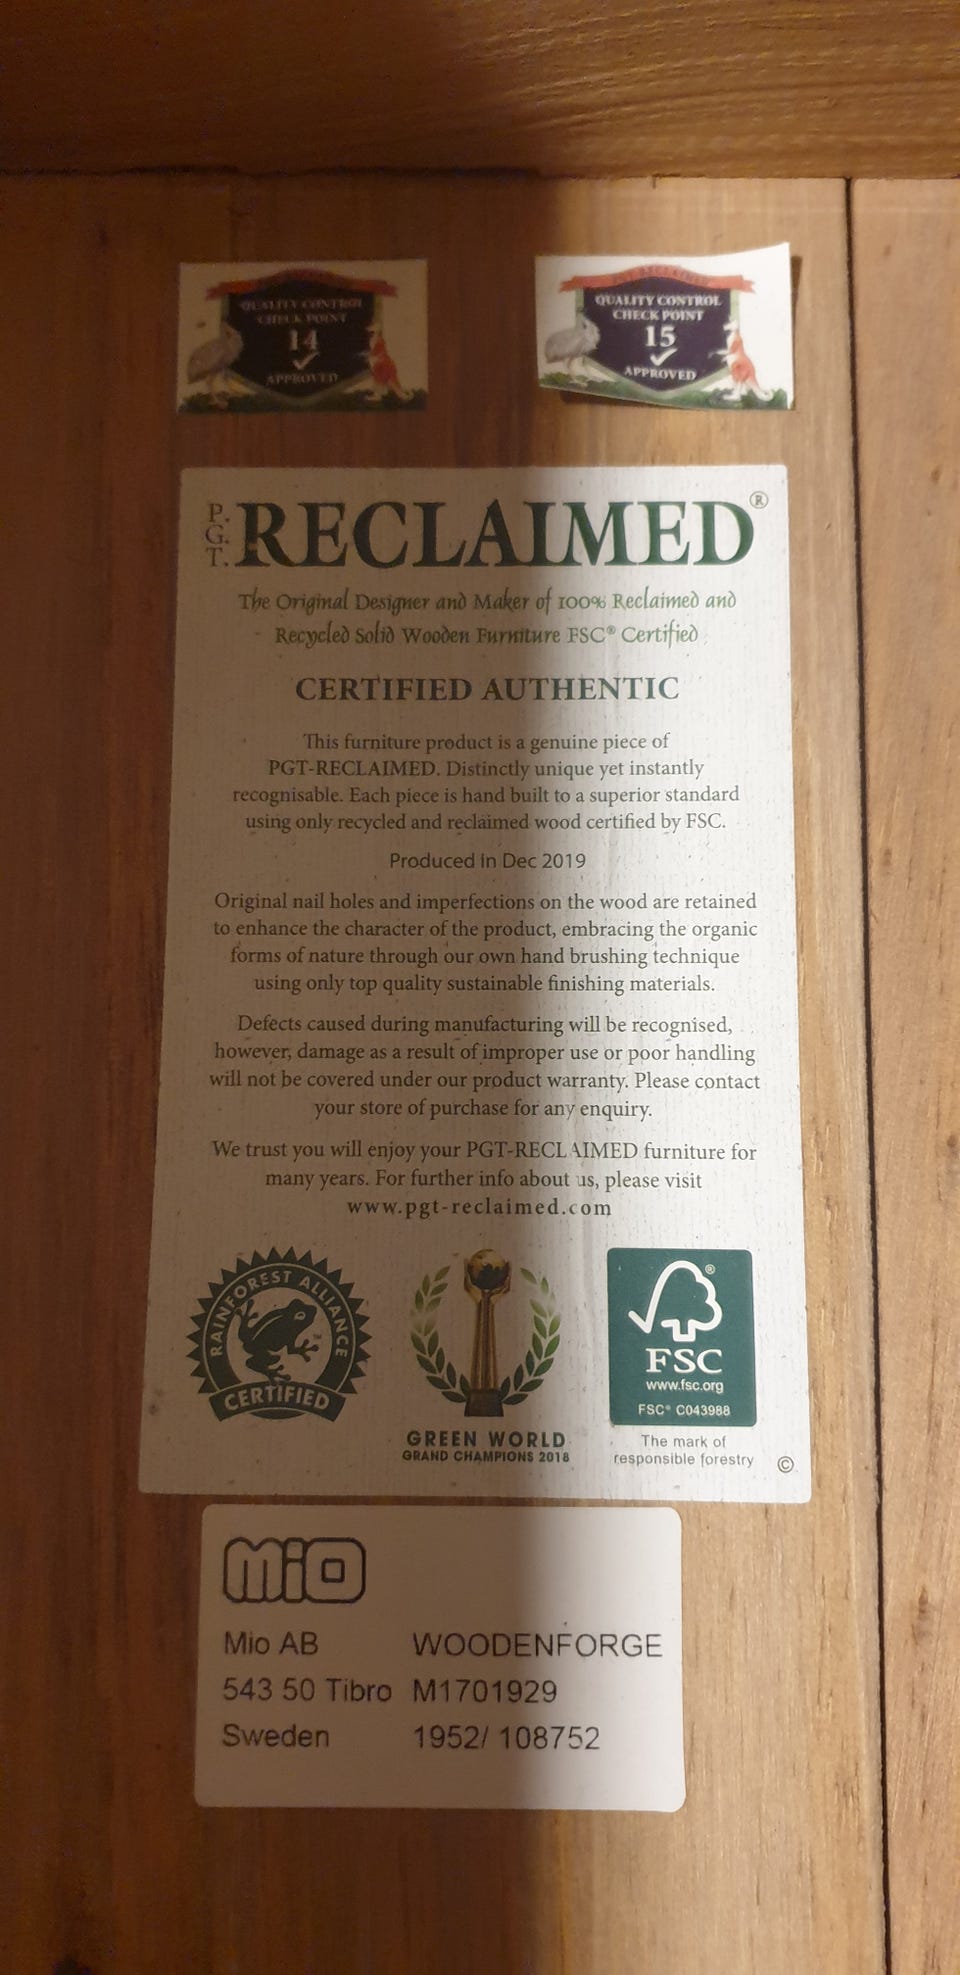 QUALITY CONTROL
CHECK POINT
14
APPROVED
PGT RECLAIMED
QUALITY CONTROL
CHECK POINT
15
APPROVED
P.G.T. RECLAIMED®
The Original Designer and Maker of 100% Reclaimed and
Recycled Solid Wooden Furniture FSC® Certified
CERTIFIED AUTHENTIC
This furniture product is a genuine piece of
PGT-RECLAIMED. Distinctly unique yet instantly
recognisable. Each piece is hand built to a superior standard
using only recycled and reclaimed wood certified by FSC.
Produced in Dec 2019
Original nail holes and imperfections on the wood are retained
to enhance the character of the product, embracing the organic
forms of nature through our own hand brushing technique
using only top quality sustainable finishing materials.
Defects caused during manufacturing will be recognised,
however, damage as a result of improper use or poor handling
will not be covered under our product warranty. Please contact
your store of purchase for any enquiry.
We trust you will enjoy your PGT-RECLAIMED furniture for
many years. For further info about us, please visit
www.pgt-reclaimed.com
RAINFOREST ALLIANCE
CERTIFIED
GREEN WORLD
GRAND CHAMPIONS 2018
®
FSC
www.fsc.org
FSC® C043988
The mark of
responsible forestry
©
Mio
Mio AB WOODENFORGE
543 50 Tibro M1701929
Sweden 1952/ 108752